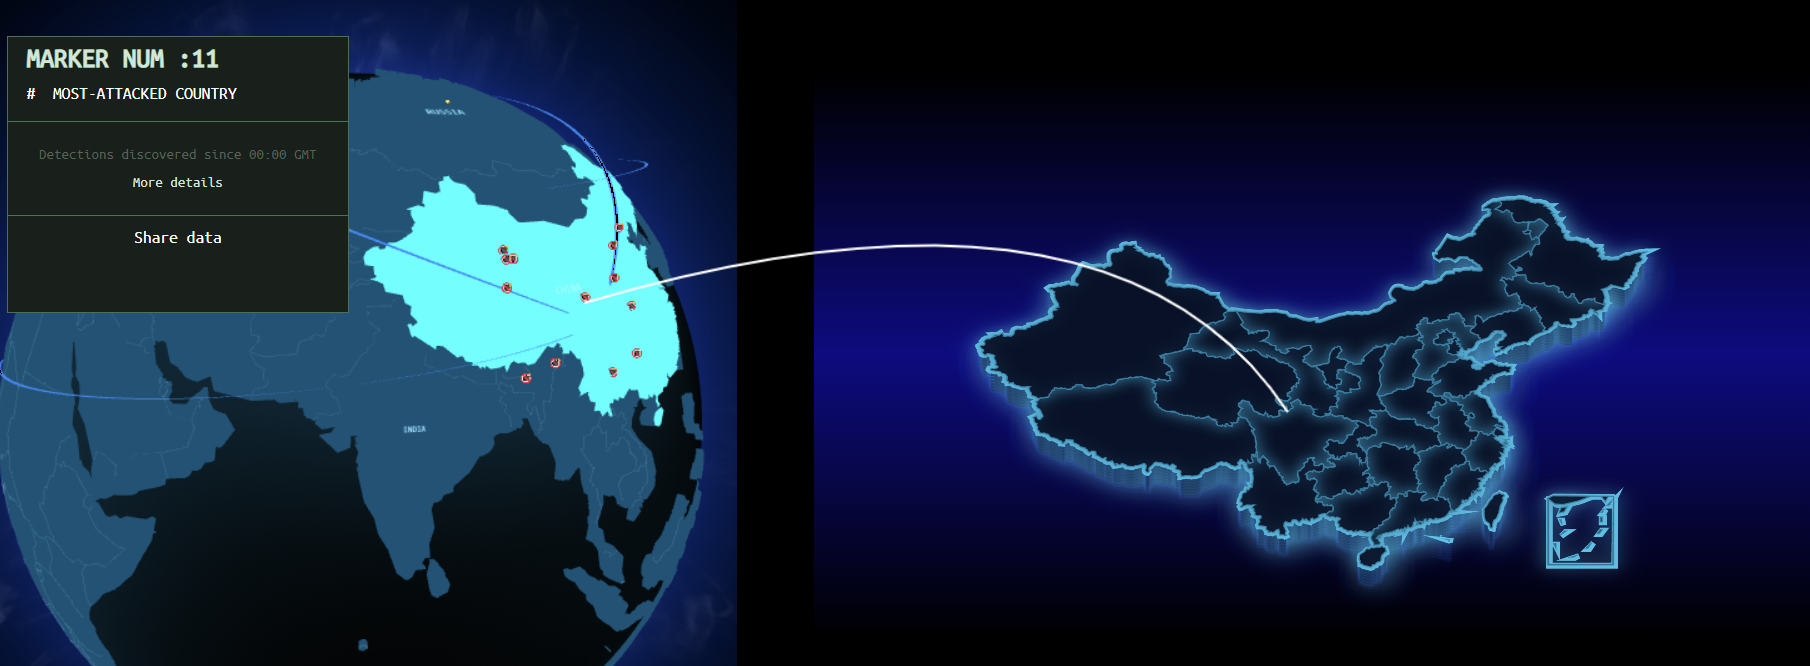 MARKER NUM :11
# MOST-ATTACKED COUNTRY
Detections discovered since 00:00 GMT
More details
Share data
RUSSIA
CHINA
INDIA